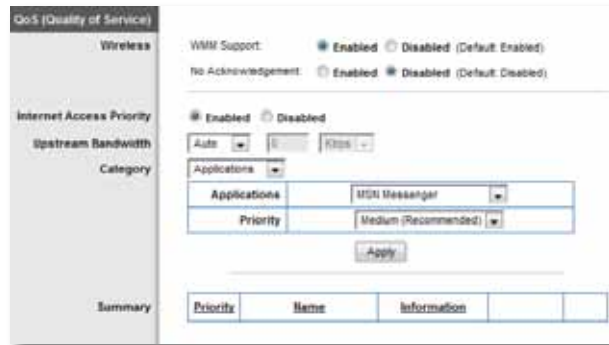 QoS (Quality of Service)
Wireless
WMM Support: Enabled Disabled (Default: Enabled)
No Acknowledgement: Enabled Disabled (Default: Disabled)
Internet Access Priority
Enabled Disabled
Upstream Bandwidth
Auto 0 Kbps
Category
Applications
Applications MSN Messenger
Priority Medium (Recommended)
Apply
Summary
Priority Name Information